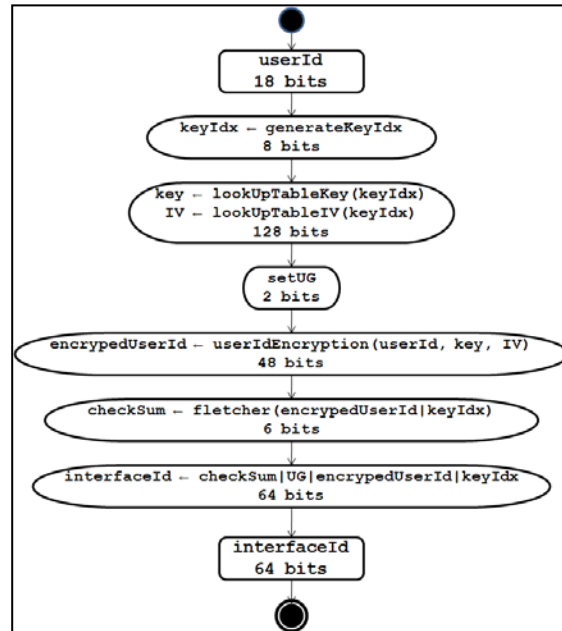 userId
18 bits
keyIdx ← generateKeyIdx
8 bits
key ← lookUpTableKey(keyIdx)
IV ← lookUpTableIV(keyIdx)
128 bits
setUG
2 bits
encrypedUserId ← userIdEncryption(userId, key, IV)
48 bits
checkSum ← fletcher(encrypedUserId|keyIdx)
6 bits
interfaceId ← checkSum|UG|encrypedUserId|keyIdx
64 bits
interfaceId
64 bits